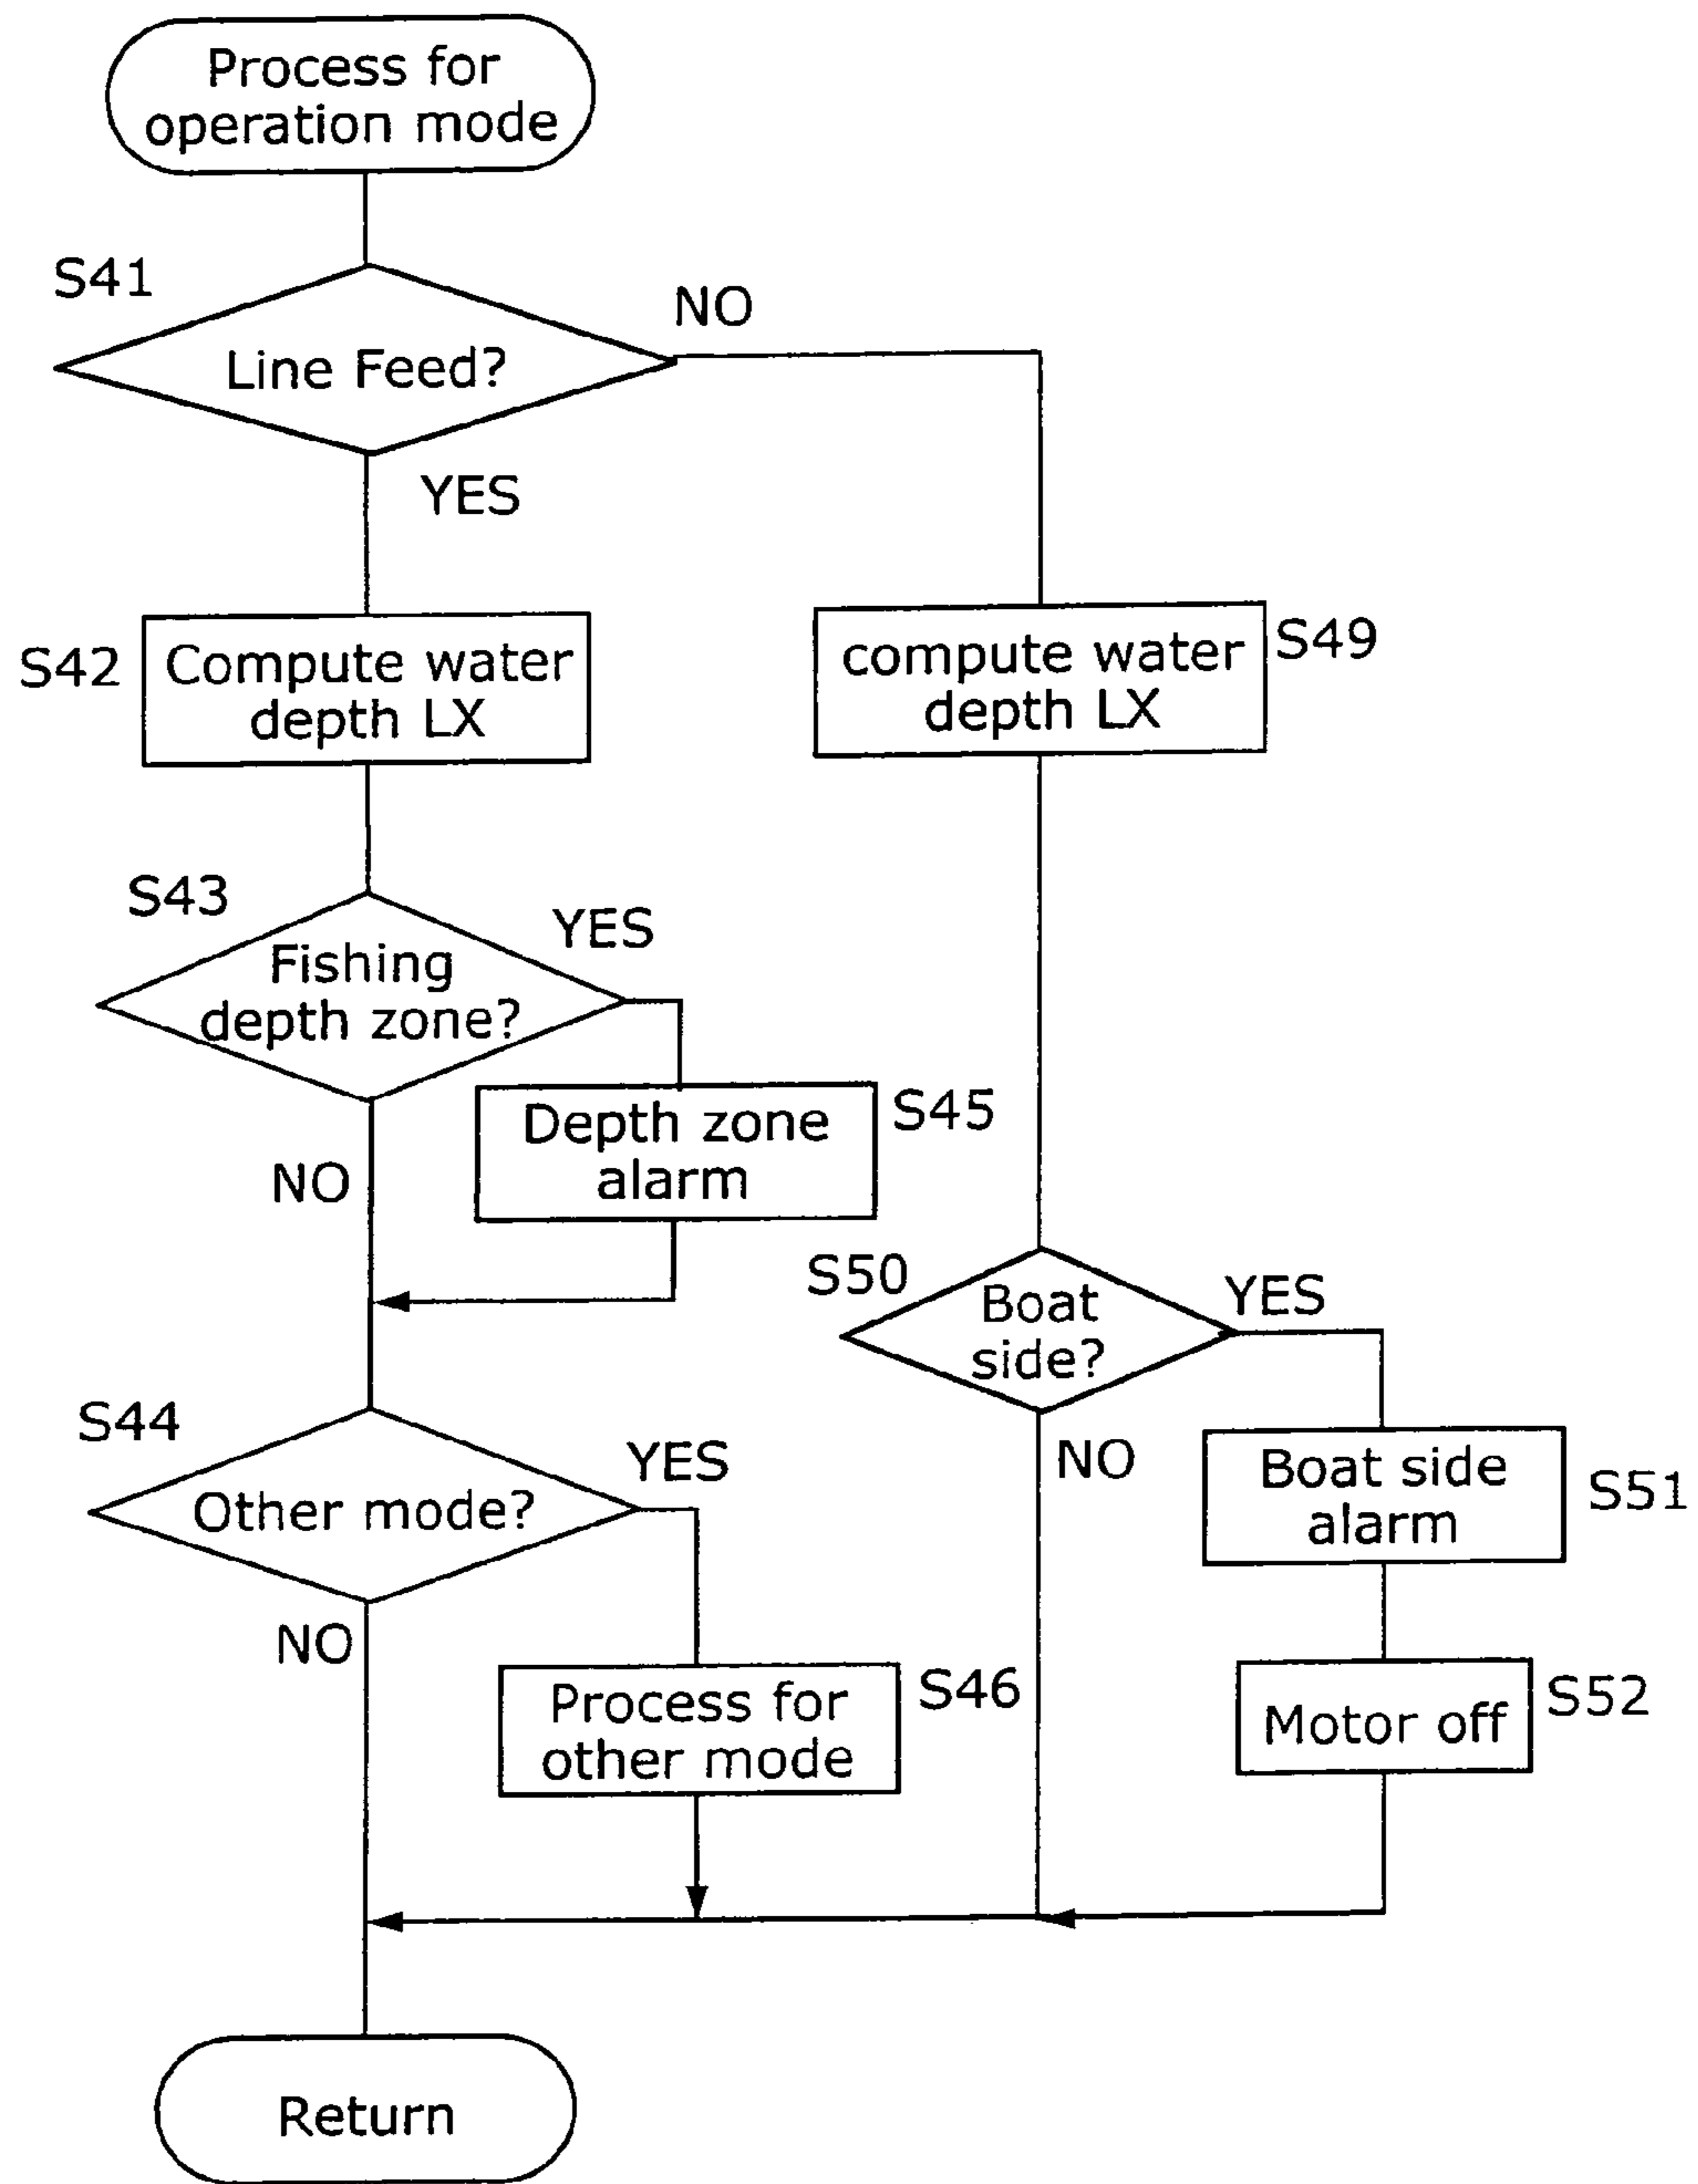 Process for
operation mode
S41
Line Feed?
NO
YES
S42
Compute water
depth LX
compute water
depth LX
S49
S43
Fishing
depth zone?
YES
NO
Depth zone
alarm
S45
S50
Boat
side?
YES
NO
S44
Other mode?
YES
NO
Boat side
alarm
S51
Process for
other mode
S46
Motor off
S52
Return